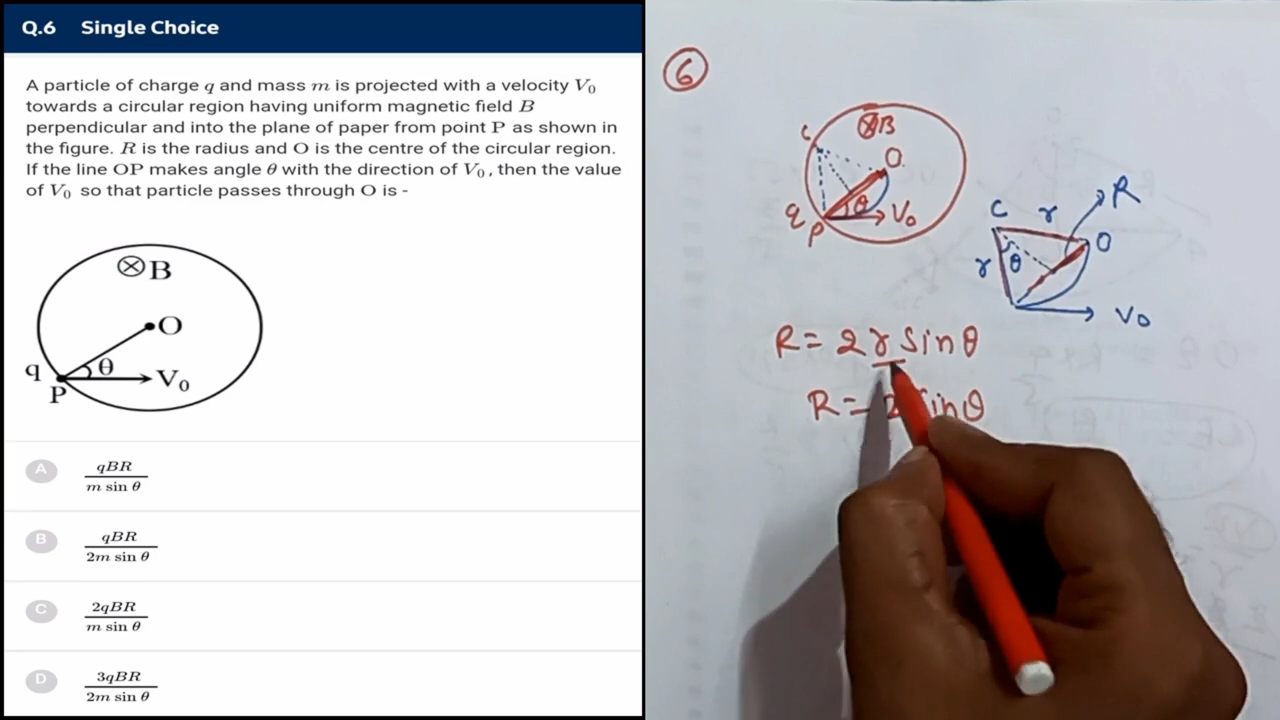 Q.6 Single Choice
A particle of charge q and mass m is projected with a velocity V₀
towards a circular region having uniform magnetic field B
perpendicular and into the plane of paper from point P as shown in
the figure. R is the radius and O is the centre of the circular region.
If the line OP makes angle θ with the direction of V₀, then the value
of V₀ so that particle passes through O is -
⊗B
O
q
θ
P
V₀
A qBR / m sin θ
B qBR / 2m sin θ
C 2qBR / m sin θ
D 3qBR / 2m sin θ
6
⊗B
C
O
θ
q
P
V₀
C
r
R
O
r
θ
V₀
R = 2r sinθ
R = 2 sinθ